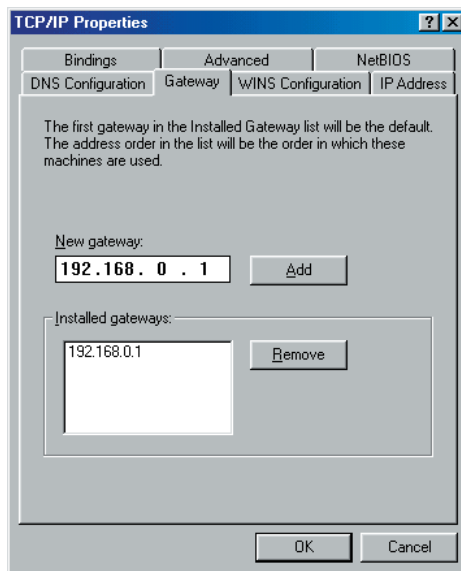 TCP/IP Properties
Bindings Advanced NetBIOS
DNS Configuration Gateway WINS Configuration IP Address
The first gateway in the Installed Gateway list will be the default.
The address order in the list will be the order in which these
machines are used.
New gateway:
192.168. 0 . 1 Add
Installed gateways:
192.168.0.1 Remove
OK Cancel